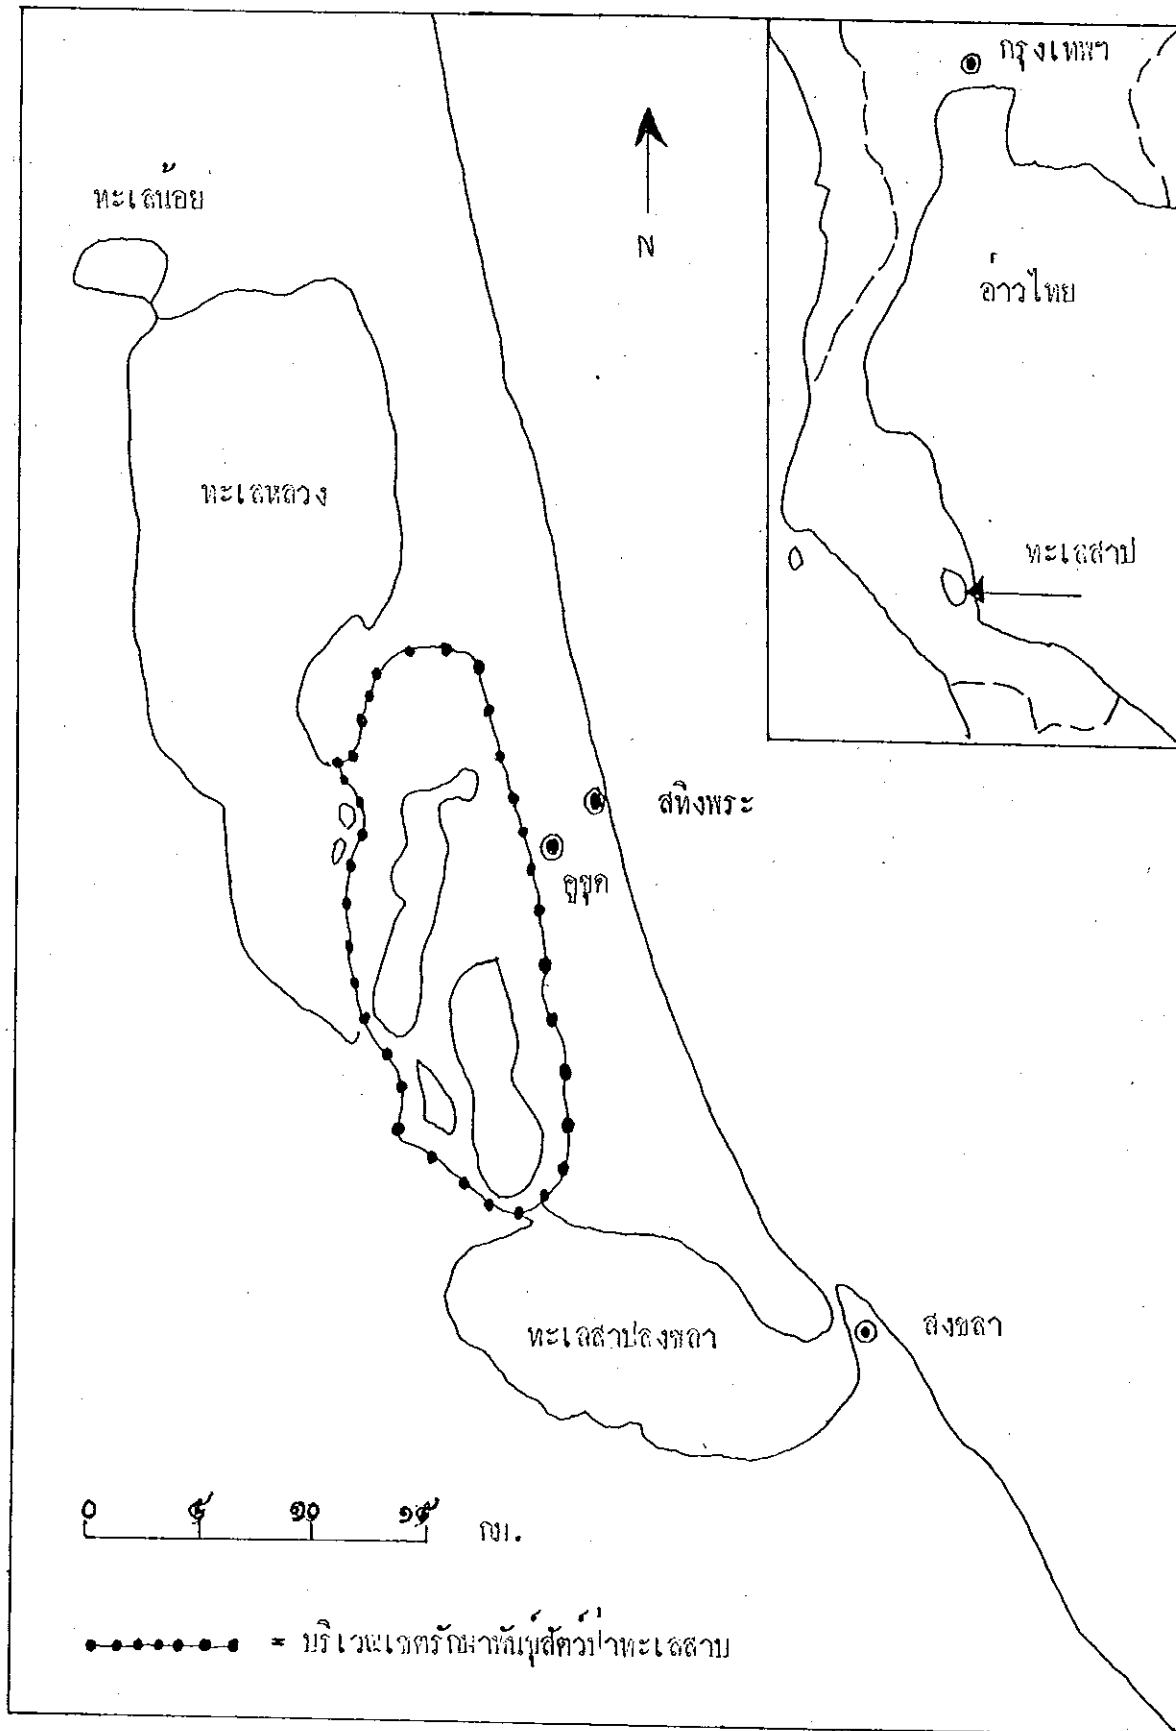 กรุงเทพฯ
ทะเลน้อย
N
อ่าวไทย
ทะเลหลวง
ทะเลสาป
สทิงพระ
คูขุด
ทะเลสาปสงขลา
สงขลา
๐ ๕ ๑๐ ๑๕ กม.
= บริเวณเขตรักษาพันธุ์สัตว์ป่าทะเลสาบ